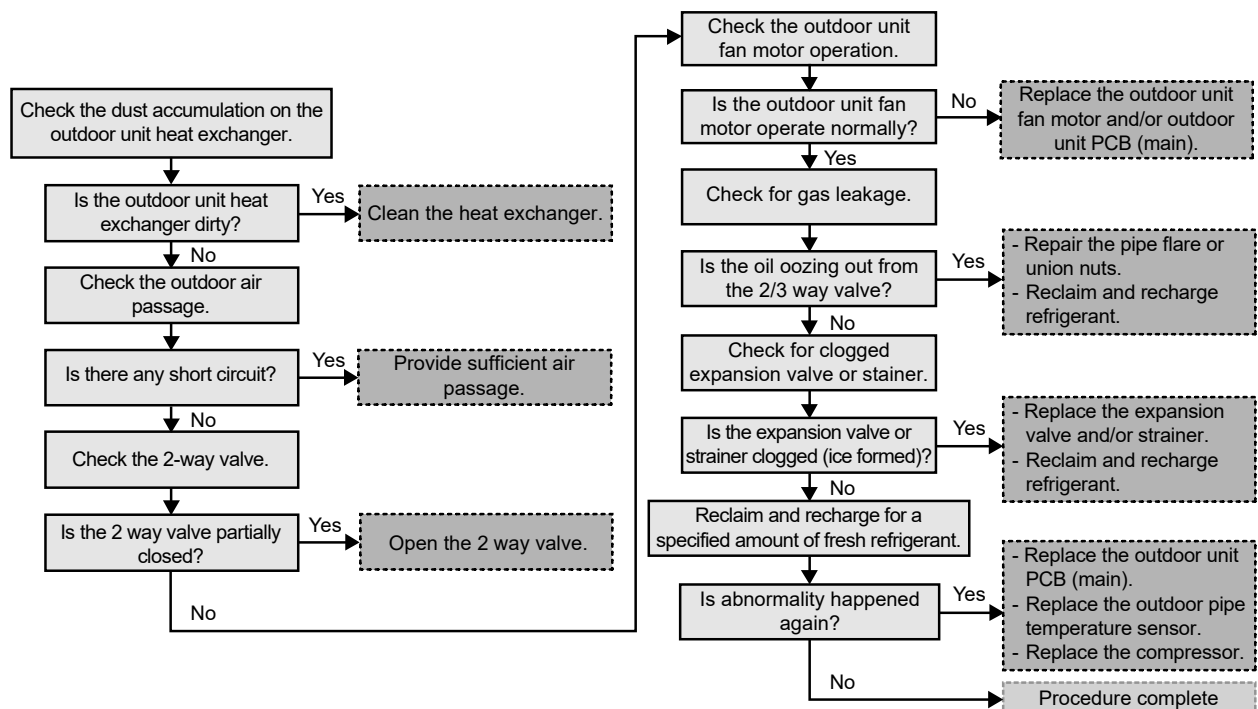 Check the dust accumulation on the
outdoor unit heat exchanger.
Is the outdoor unit heat
exchanger dirty?
Yes
Clean the heat exchanger.
No
Check the outdoor air
passage.
Is there any short circuit?
Yes
Provide sufficient air
passage.
No
Check the 2-way valve.
Is the 2 way valve partially
closed?
Yes
Open the 2 way valve.
No
Check the outdoor unit
fan motor operation.
Is the outdoor unit fan
motor operate normally?
No
Replace the outdoor unit
fan motor and/or outdoor
unit PCB (main).
Yes
Check for gas leakage.
Is the oil oozing out from
the 2/3 way valve?
Yes
- Repair the pipe flare or
union nuts.
- Reclaim and recharge
refrigerant.
No
Check for clogged
expansion valve or stainer.
Is the expansion valve or
strainer clogged (ice formed)?
Yes
- Replace the expansion
valve and/or strainer.
- Reclaim and recharge
refrigerant.
No
Reclaim and recharge for a
specified amount of fresh refrigerant.
Is abnormality happened
again?
Yes
- Replace the outdoor unit
PCB (main).
- Replace the outdoor pipe
temperature sensor.
- Replace the compressor.
No
Procedure complete